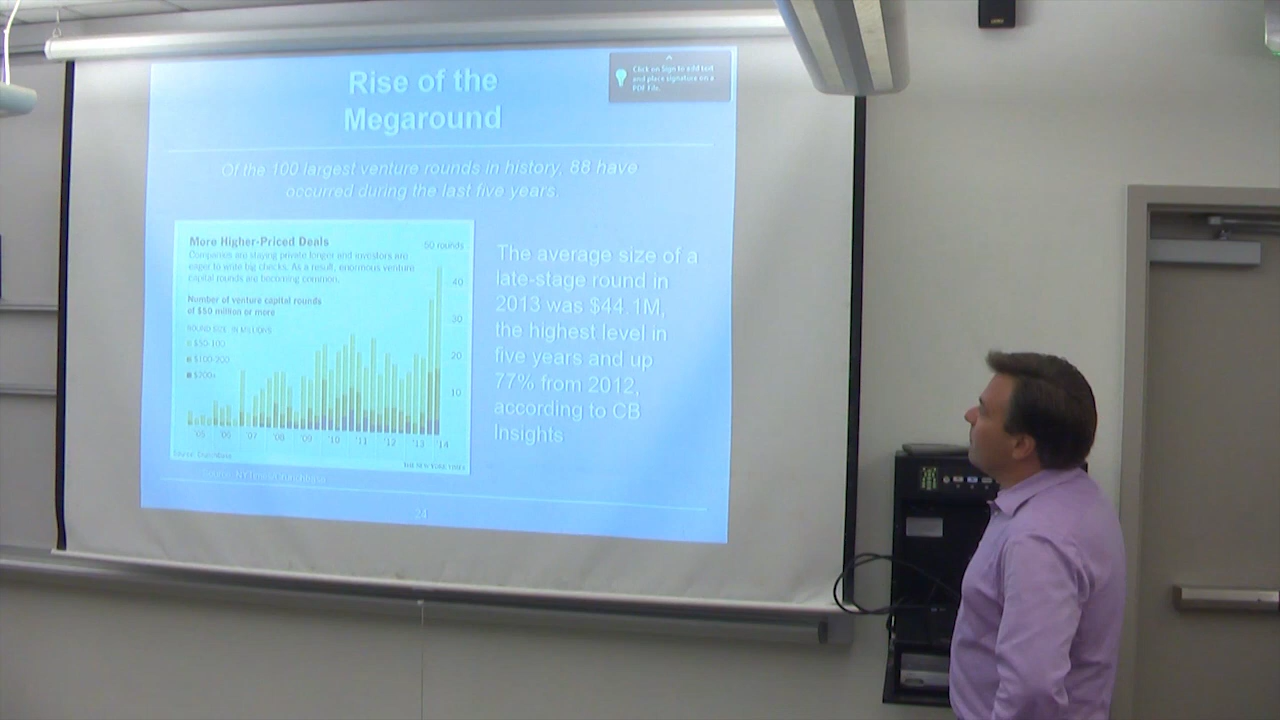 Rise of the
Megaround
Click on Sign to add text
and place signature on a
PDF File.
Of the 100 largest venture rounds in history, 88 have
occurred during the last five years.
More Higher-Priced Deals
Companies are staying private longer and investors are
eager to write big checks. As a result, enormous venture
capital rounds are becoming common.
Number of venture capital rounds
of $50 million or more
ROUND SIZE, IN MILLIONS
$50-100
$100-200
$200+
50 rounds
40
30
20
10
'05 '06 '07 '08 '09 '10 '11 '12 '13 '14
Source: CrunchBase
THE NEW YORK TIMES
The average size of a
late-stage round in
2013 was $44.1M,
the highest level in
five years and up
77% from 2012,
according to CB
Insights
24